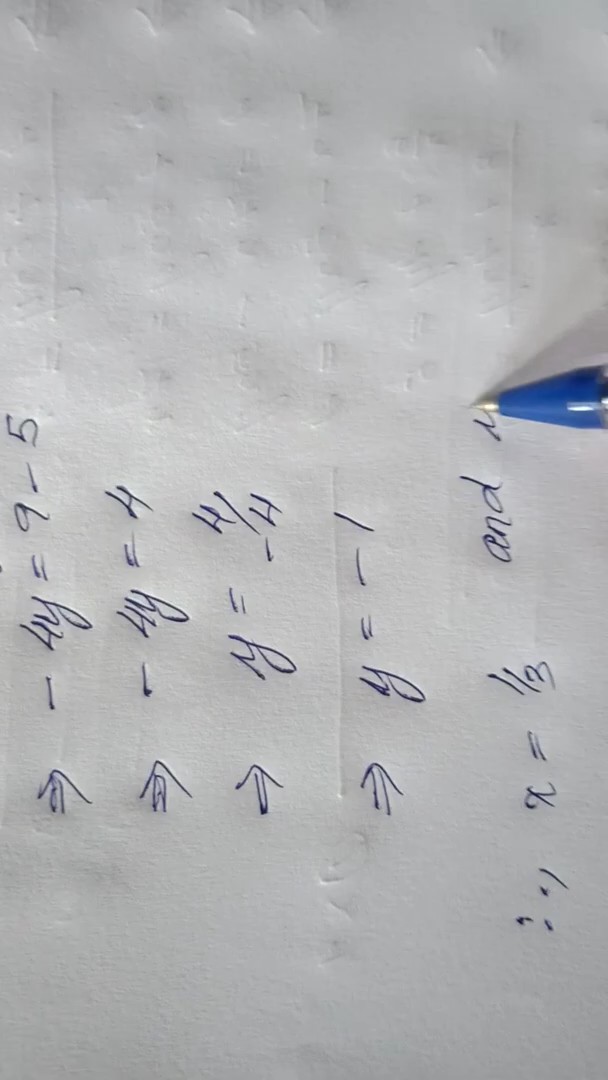 ⇒ - 4y = 9 - 5
⇒ - 4y = 4
⇒ y = 4/-4
⇒ y = - 1
∴, x = 1/3 and